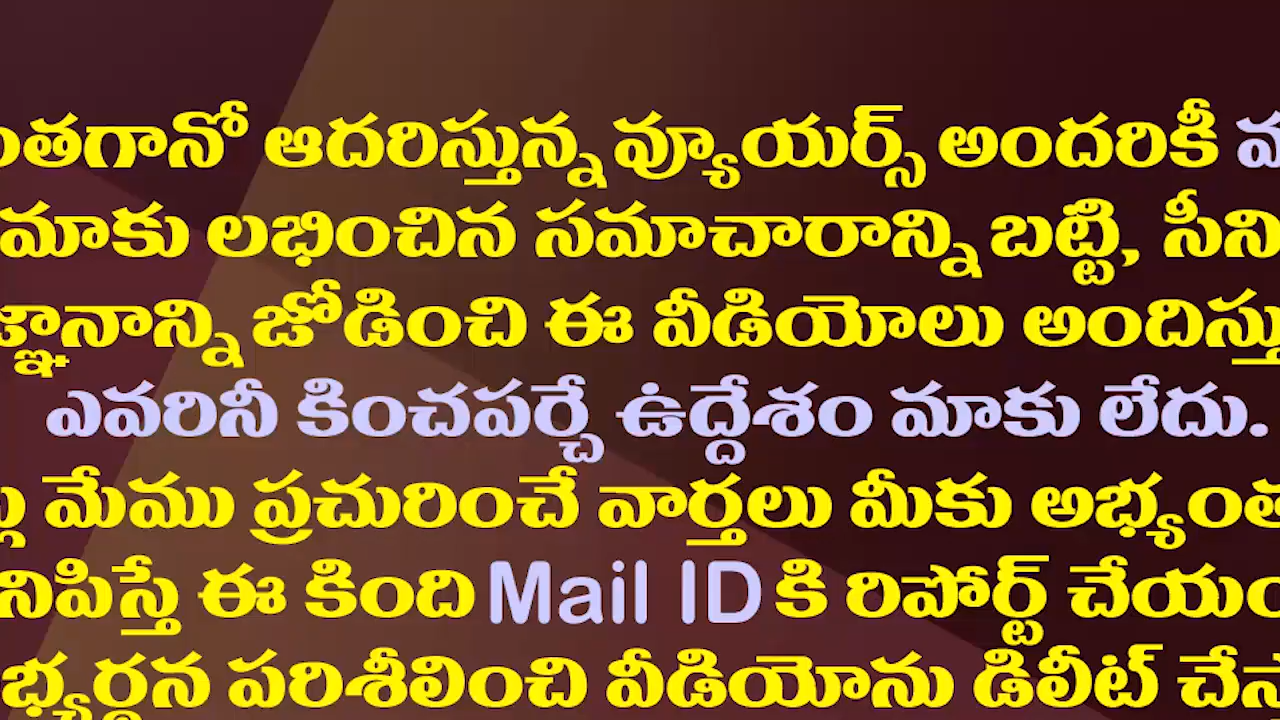 ంతగానో ఆదరిస్తున్న వ్యూయర్స్ అందరికీ
మాకు లభించిన సమాచారాన్ని బట్టి, సీని
జ్ఞానాన్ని జోడించి ఈ వీడియోలు అందిస్తు
ఎవరినీ కించపర్చే ఉద్దేశం మాకు లేదు.
మేము ప్రచురించే వార్తలు మీకు అభ్యంత
నిపిస్తే ఈ కింది Mail ID కి రిపోర్ట్ చేయం
భ్యర్థన పరిశీలించి వీడియోను డిలీట్ చేస